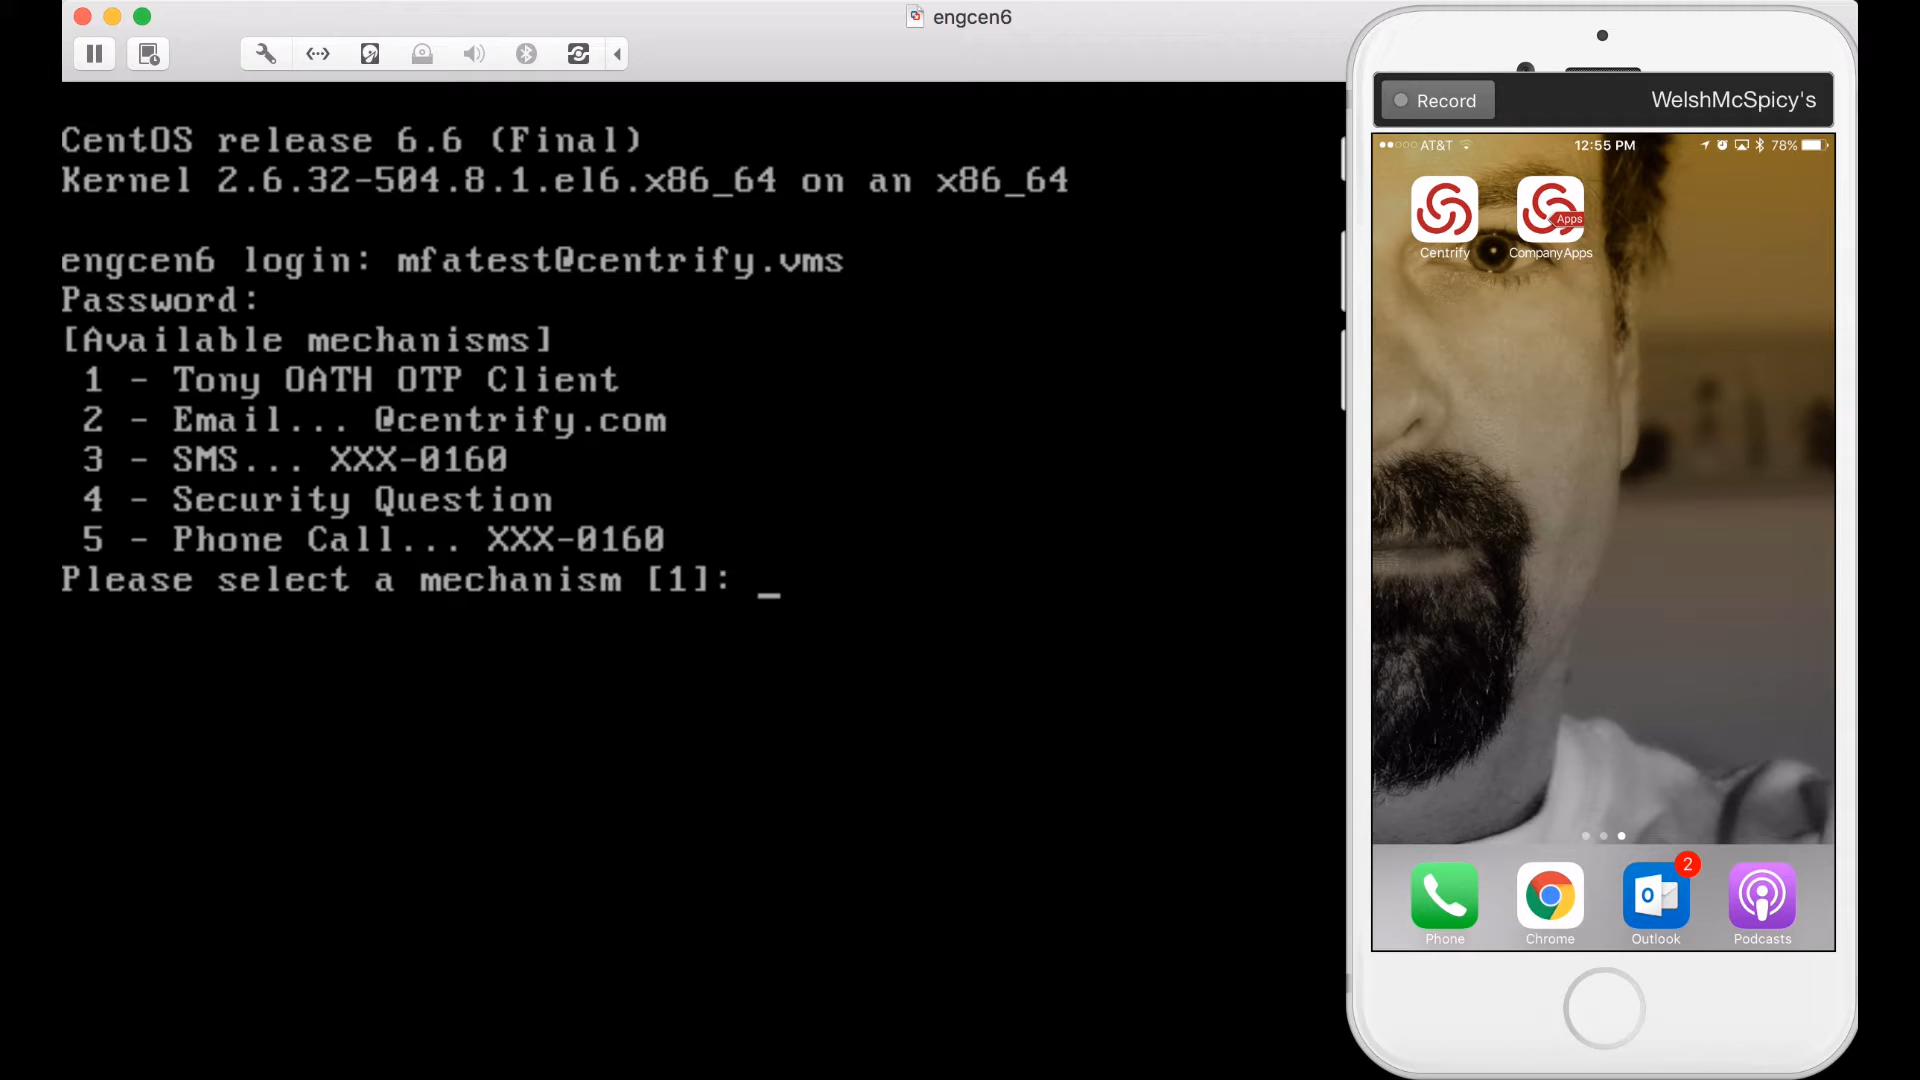 engcen6
CentOS release 6.6 (Final)
Kernel 2.6.32-504.8.1.el6.x86_64 on an x86_64
engcen6 login: mfatest@centrify.vms
Password:
[Available mechanisms]
1 - Tony OATH OTP Client
2 - Email... @centrify.com
3 - SMS... XXX-0160
4 - Security Question
5 - Phone Call... XXX-0160
Please select a mechanism [1]: _
Record
WelshMcSpicy's
AT&T 12:55 PM 78%
Apps
Centrify CompanyApps
2
Phone Chrome Outlook Podcasts